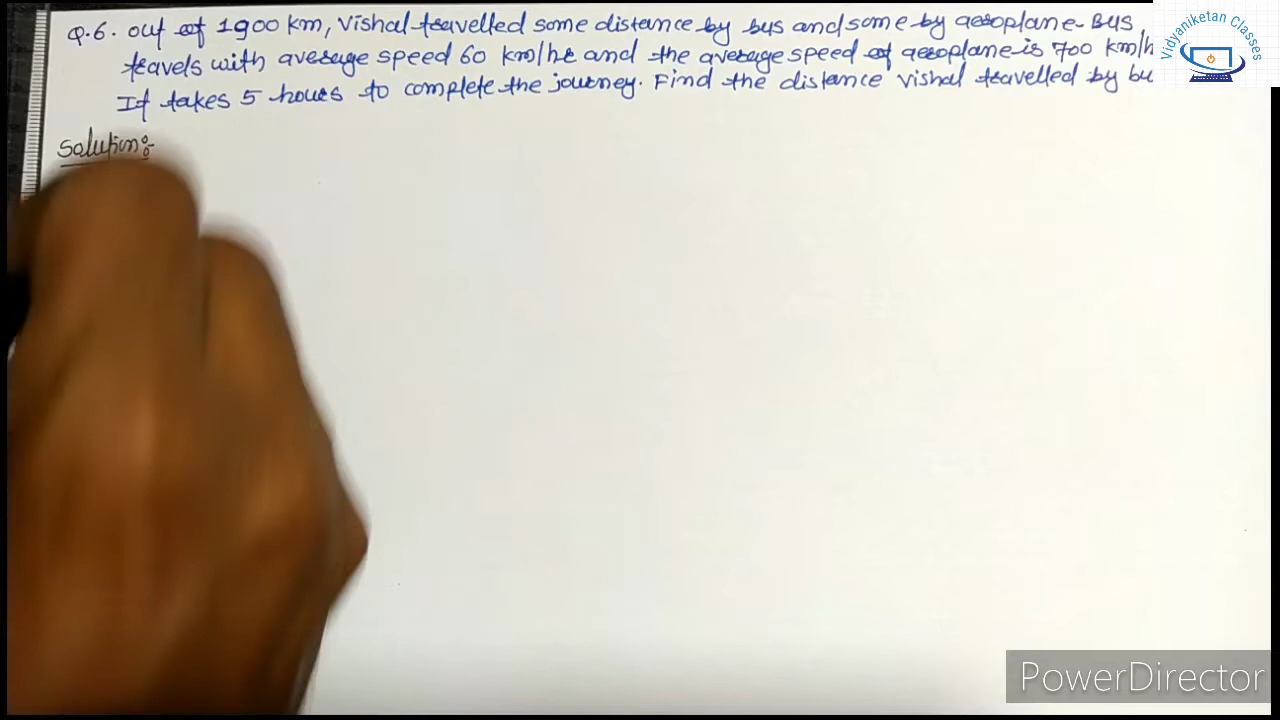 Q.6. Out of 1900 km, Vishal travelled some distance by bus and some by aeroplane. Bus
travels with average speed 60 km/hr and the average speed of aeroplane is 700 km/h
It takes 5 hours to complete the journey. Find the distance Vishal travelled by bu
Solution:
Vidyaniketan Classes
PowerDirector